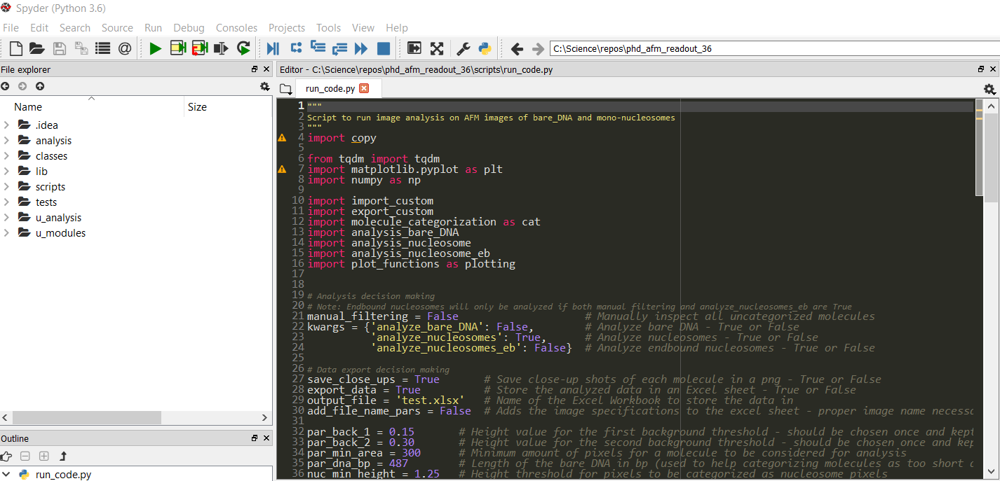 Spyder (Python 3.6)
File Edit Search Source Run Debug Consoles Projects Tools View Help
C:\Science\repos\phd_afm_readout_36
File explorer
Editor - C:\Science\repos\phd_afm_readout_36\scripts\run_code.py
run_code.py
Name Size
.idea
analysis
classes
lib
scripts
tests
u_analysis
u_modules
Outline
run_code.py
1 """
2 Script to run image analysis on AFM images of bare_DNA and mono-nucleosomes
3 """
4 import copy
5
6 from tqdm import tqdm
7 import matplotlib.pyplot as plt
8 import numpy as np
9
10 import import_custom
11 import export_custom
12 import molecule_categorization as cat
13 import analysis_bare_DNA
14 import analysis_nucleosome
15 import analysis_nucleosome_eb
16 import plot_functions as plotting
17
18
19 # Analysis decision making
20 # Note: Endbound nucleosomes will only be analyzed if both manual filtering and analyze_nucleosomes_eb are True
21 manual_filtering = False # Manually inspect all uncategorized molecules
22 kwargs = {'analyze_bare_DNA': False, # Analyze bare DNA - True or False
23 'analyze_nucleosomes': True, # Analyze nucleosomes - True or False
24 'analyze_nucleosomes_eb': False} # Analyze endbound nucleosomes - True or False
25
26 # Data export decision making
27 save_close_ups = True # Save close-up shots of each molecule in a png - True or False
28 export_data = True # Store the analyzed data in an Excel sheet - True or False
29 output_file = 'test.xlsx' # Name of the Excel Workbook to store the data in
30 add_file_name_pars = False # Adds the image specifications to the excel sheet - proper image name
31
32 par_back_1 = 0.15 # Height value for the first background threshold - should be chosen once and kept
33 par_back_2 = 0.30 # Height value for the second background threshold - should be chosen once and
34 par_min_area = 300 # Minimum amount of pixels for a molecule to be considered for analysis
35 par_dna_bp = 487 # Length of the bare DNA in bp (used to help categorizing molecules as too short
36 nuc_min_height = 1.25 # Height threshold for pixels to be categorized as nucleosome pixels